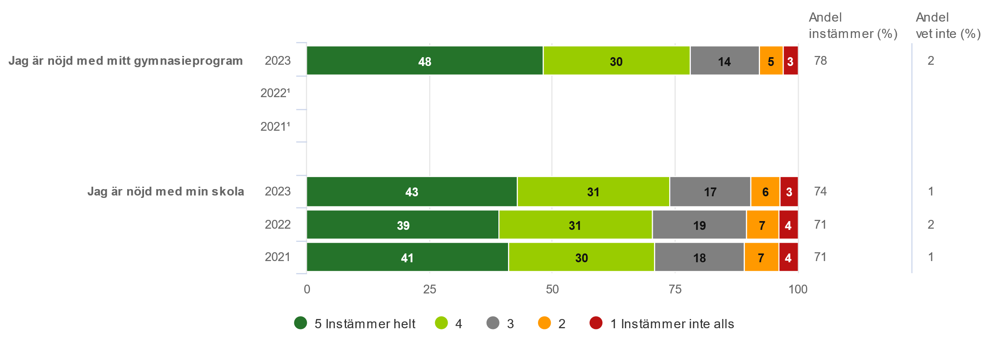 Andel
instämmer (%)
Andel
vet inte (%)
Jag är nöjd med mitt gymnasieprogram 2023 48 30 14 5 3 78 2
2022¹
2021¹
Jag är nöjd med min skola 2023 43 31 17 6 3 74 1
2022 39 31 19 7 4 71 2
2021 41 30 18 7 4 71 1
0 25 50 75 100
5 Instämmer helt 4 3 2 1 Instämmer inte alls